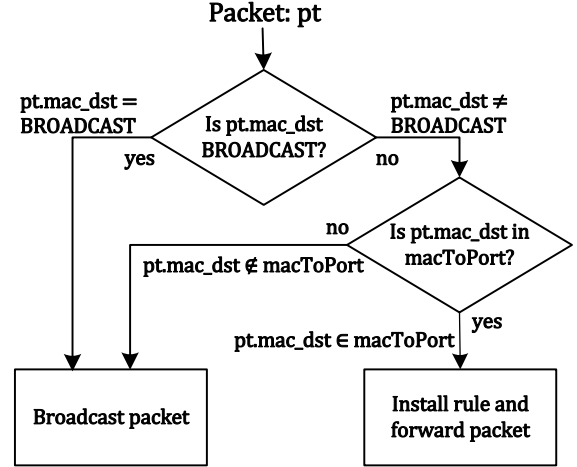 Packet: pt
pt.mac_dst =
BROADCAST
pt.mac_dst ≠
BROADCAST
Is pt.mac_dst
BROADCAST?
yes
no
Is pt.mac_dst in
macToPort?
no
pt.mac_dst ∉ macToPort
yes
pt.mac_dst ∈ macToPort
Broadcast packet
Install rule and
forward packet